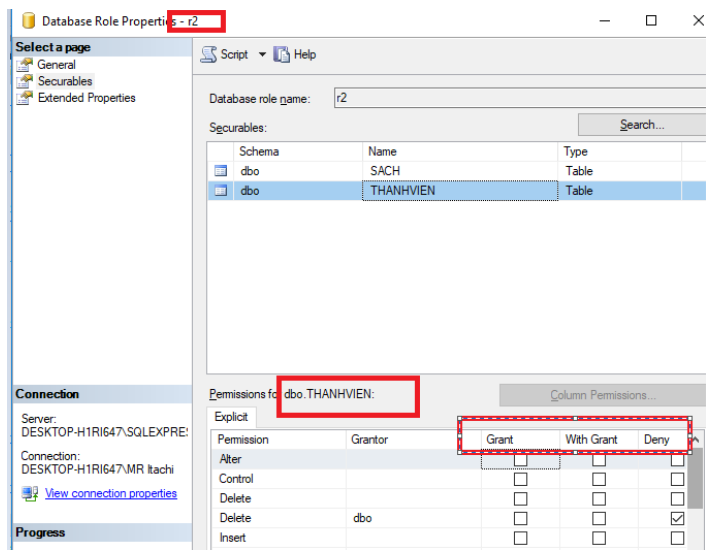 Database Role Properties - r2
Select a page
General
Securables
Extended Properties
Script Help
Database role name: r2
Securables: Search...
Schema Name Type
dbo SACH Table
dbo THANHVIEN Table
Connection
Server:
DESKTOP-H1RI647\SQLEXPRE
Connection:
DESKTOP-H1RI647\MR Itachi
View connection properties
Progress
Permissions fo dbo.THANHVIEN: Column Permissions...
Explicit
Permission Grantor Grant With Grant Deny
Alter
Control
Delete
Delete dbo
Insert